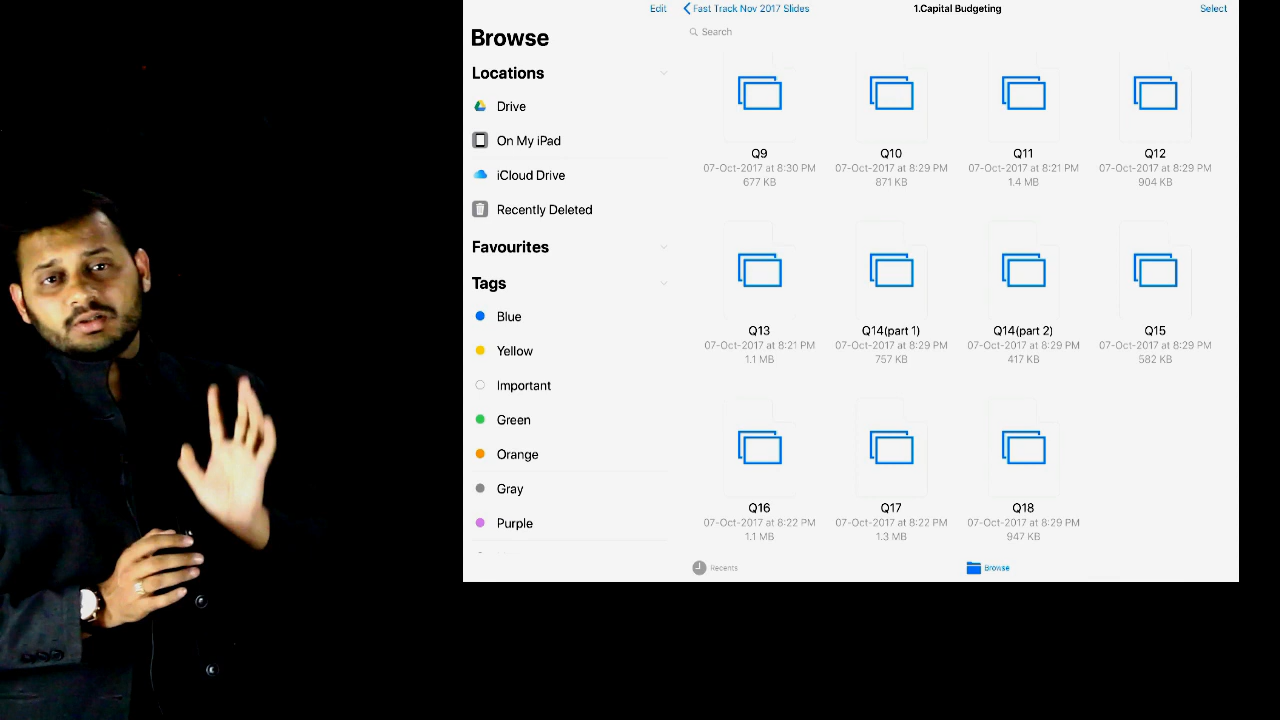 Edit
Fast Track Nov 2017 Slides
1.Capital Budgeting
Select
Browse
Search
Locations
Drive
On My iPad
iCloud Drive
Recently Deleted
Favourites
Tags
Blue
Yellow
Important
Green
Orange
Gray
Purple
Q9
07-Oct-2017 at 8:30 PM
677 KB
Q10
07-Oct-2017 at 8:29 PM
871 KB
Q11
07-Oct-2017 at 8:21 PM
1.4 MB
Q12
07-Oct-2017 at 8:29 PM
904 KB
Q13
07-Oct-2017 at 8:21 PM
1.1 MB
Q14(part 1)
07-Oct-2017 at 8:29 PM
757 KB
Q14(part 2)
07-Oct-2017 at 8:29 PM
417 KB
Q15
07-Oct-2017 at 8:29 PM
582 KB
Q16
07-Oct-2017 at 8:22 PM
1.1 MB
Q17
07-Oct-2017 at 8:22 PM
1.3 MB
Q18
07-Oct-2017 at 8:29 PM
947 KB
Recents
Browse